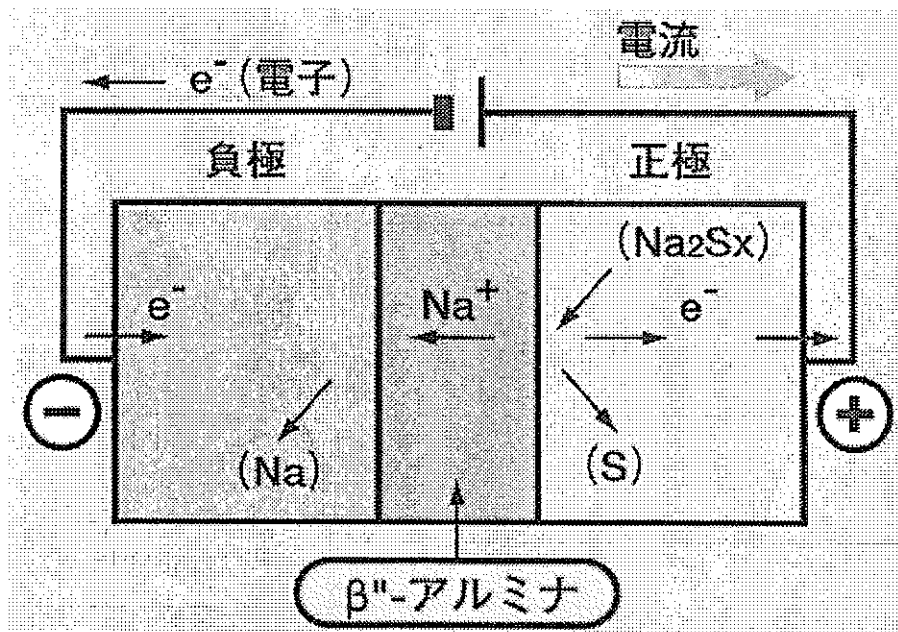 電流
e⁻(電子)
負極
正極
(Na₂Sx)
e⁻
Na⁺
e⁻
−
+
(Na)
(S)
β"-アルミナ